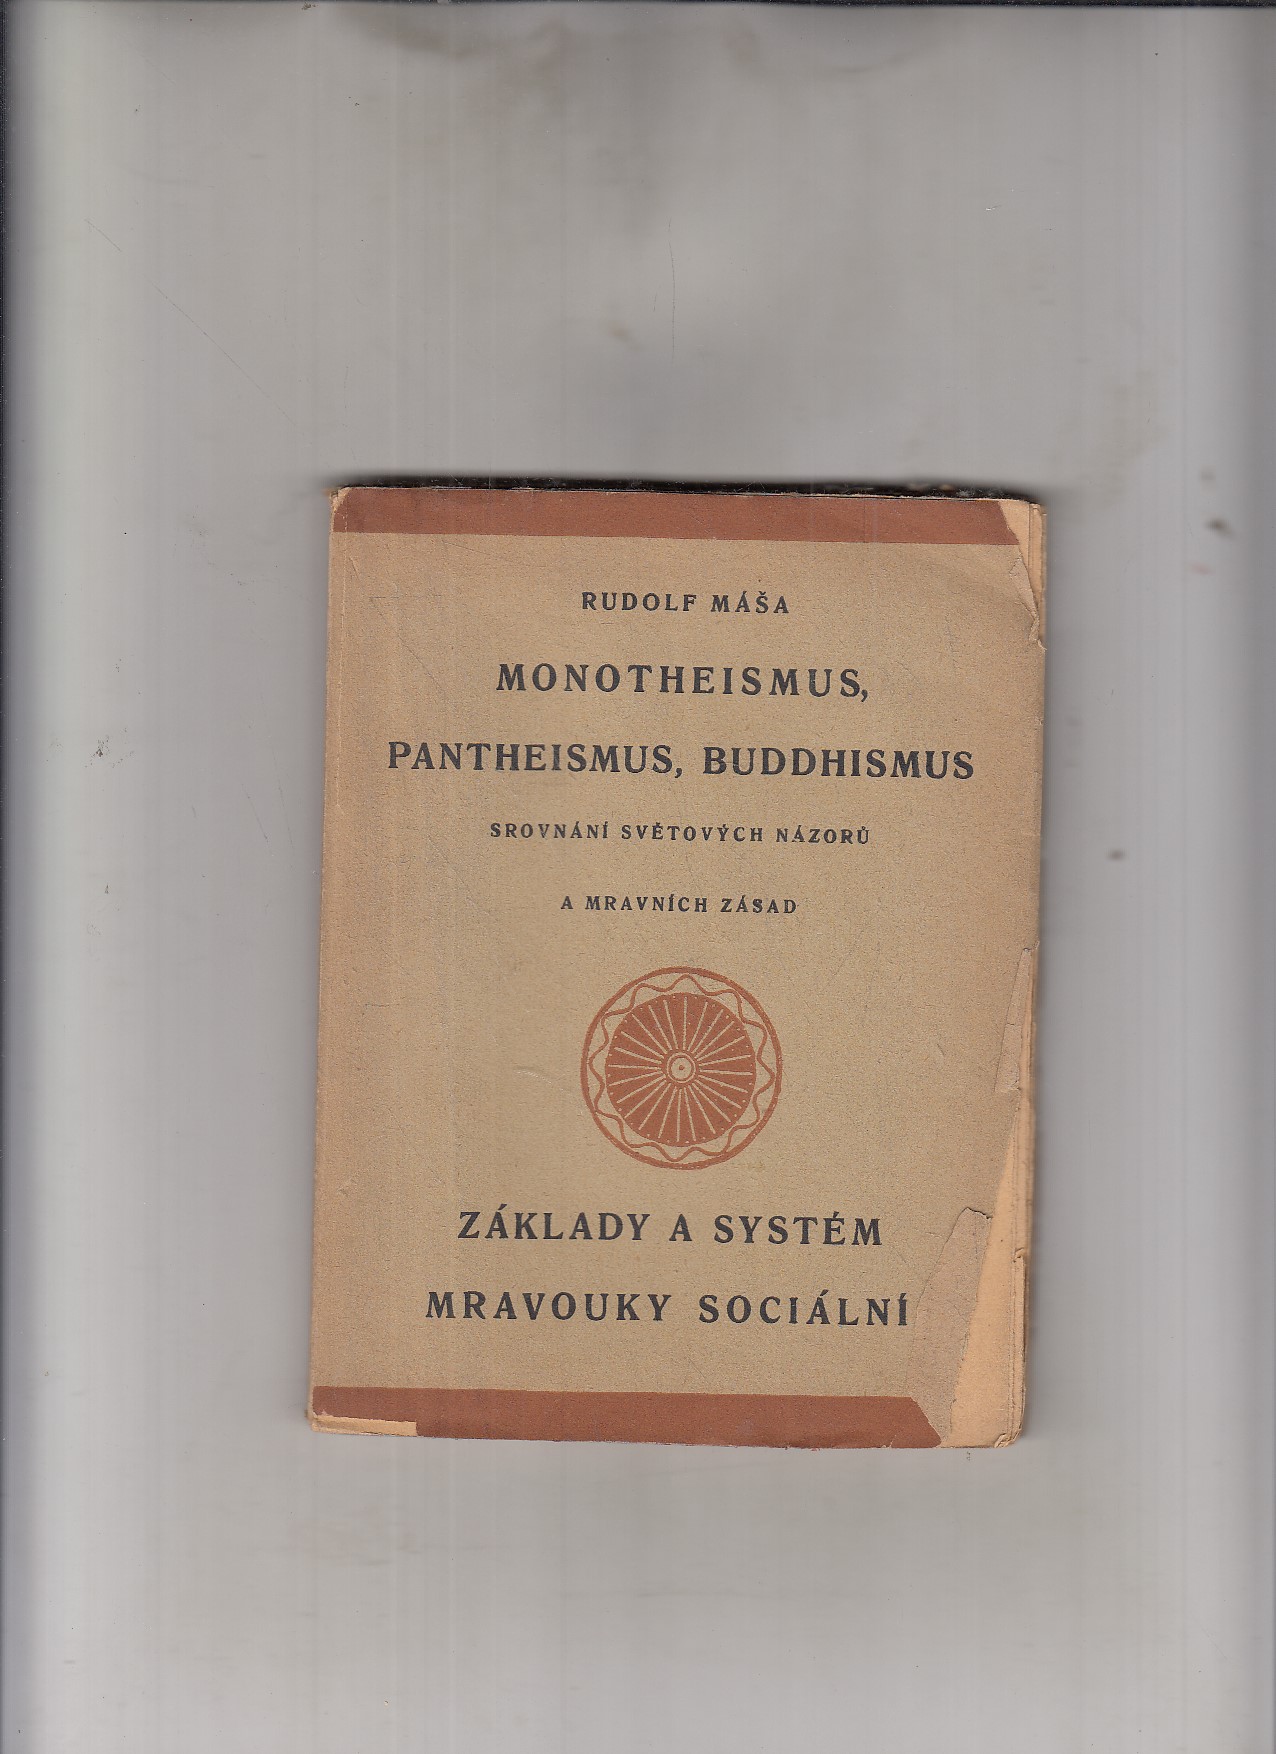 RUDOLF MÁŠA
MONOTHEISMUS,
PANTHEISMUS, BUDDHISMUS
SROVNÁNÍ SVĚTOVÝCH NÁZORŮ
A MRAVNÍCH ZÁSAD
ZÁKLADY A SYSTÉM
MRAVOUKY SOCIÁLNÍ